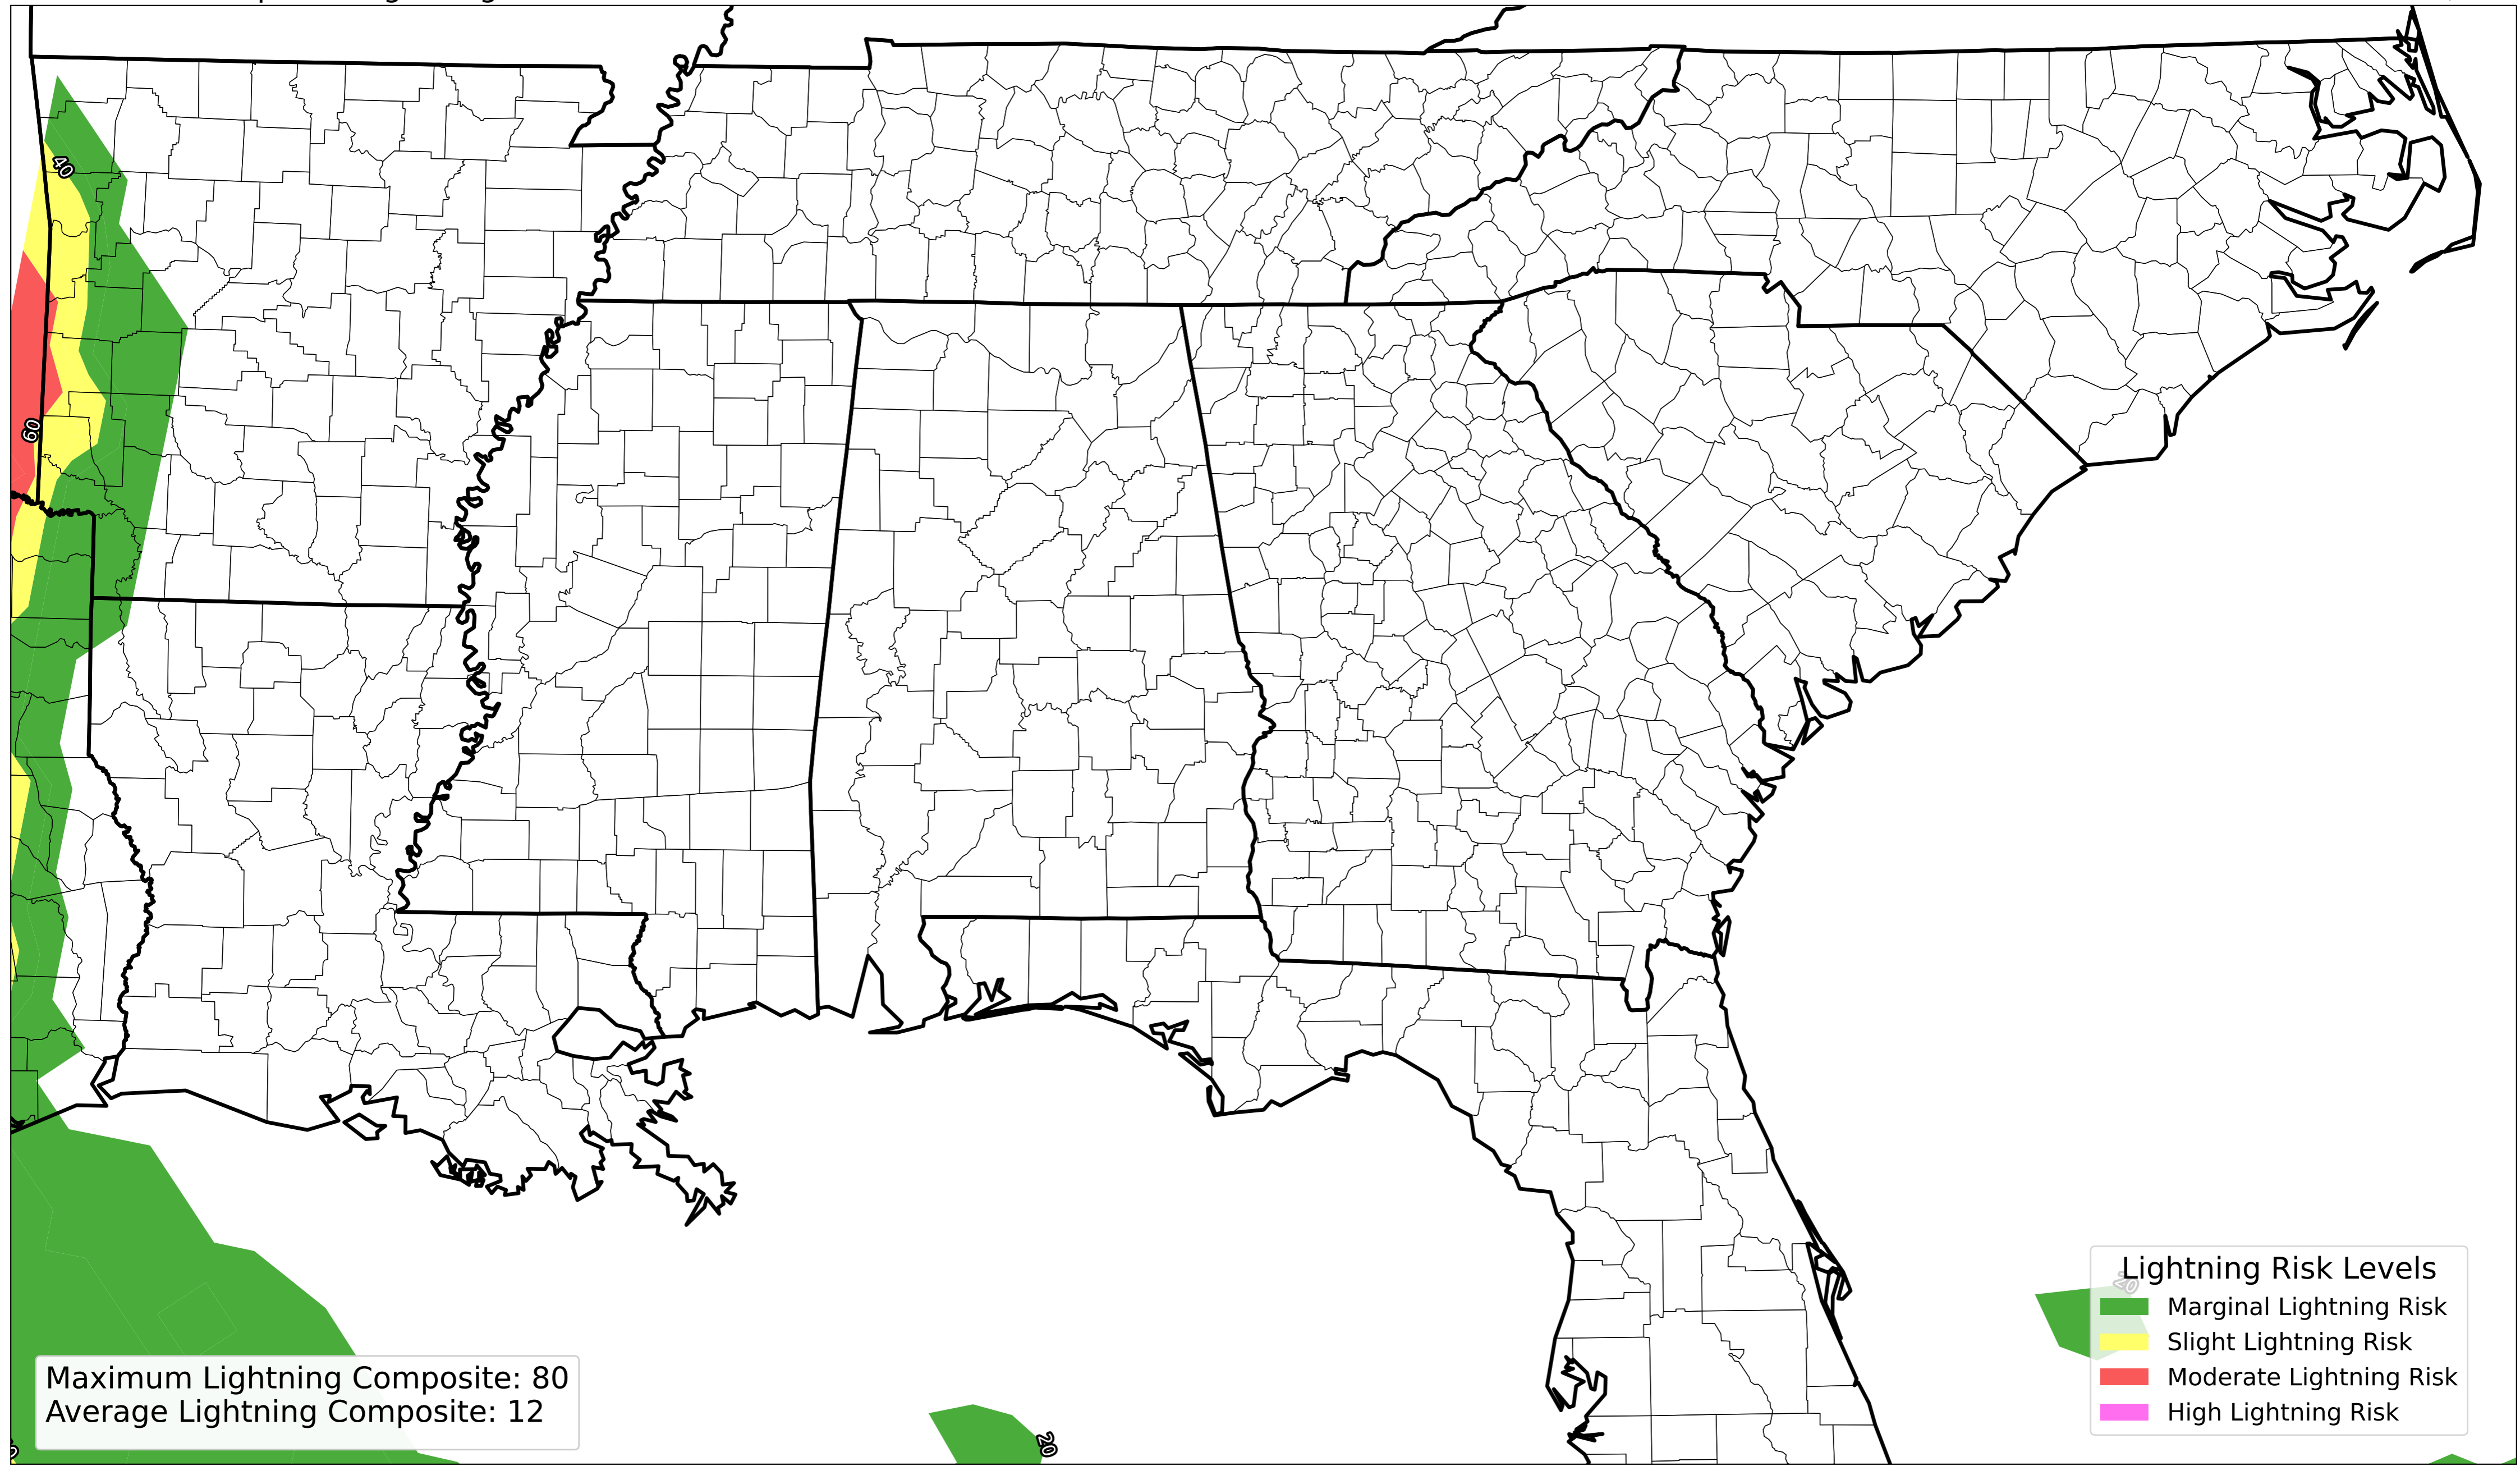 40
60
20
Lightning Risk Levels
Marginal Lightning Risk
Slight Lightning Risk
Moderate Lightning Risk
High Lightning Risk
Maximum Lightning Composite: 80
Average Lightning Composite: 12
20